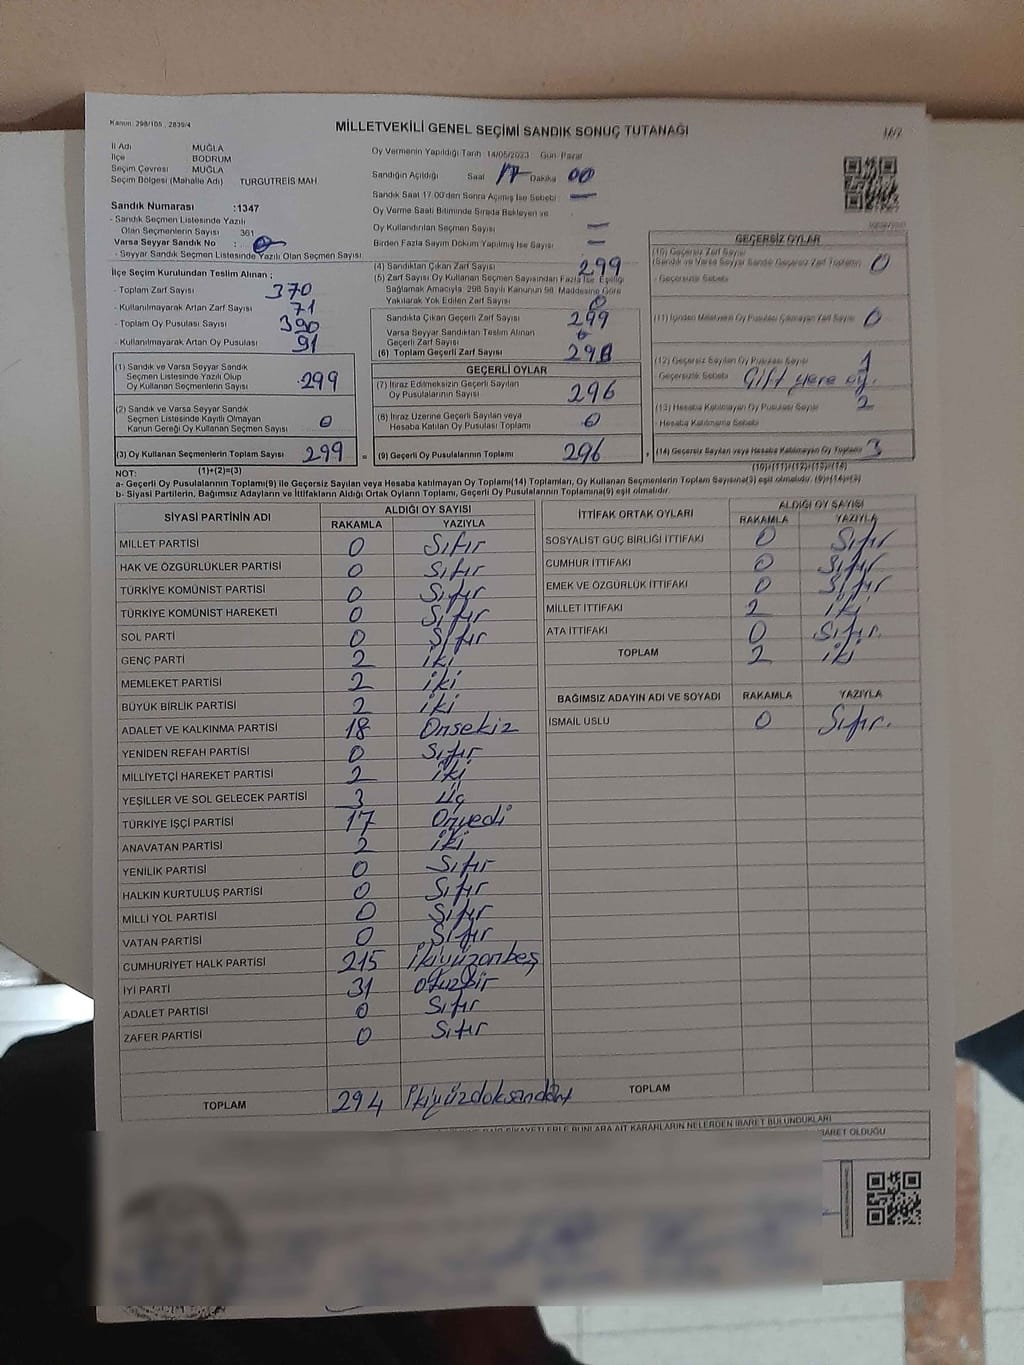 Kanun: 298/105 , 2839/4
MİLLETVEKİLİ GENEL SEÇİMİ SANDIK SONUÇ TUTANAĞI
İl Adı MUĞLA
İlçe BODRUM
Seçim Çevresi MUĞLA
Seçim Bölgesi (Mahalle Adı) TURGUTREİS MAH
Sandık Numarası :1347
- Sandık Seçmen Listesinde Yazılı
Olan Seçmenlerin Sayısı 361
Varsa Seyyar Sandık No :
- Seyyar Sandık Seçmen Listesinde Yazılı Olan Seçmen Sayısı
İlçe Seçim Kurulundan Teslim Alınan ;
- Toplam Zarf Sayısı 370
- Kullanılmayarak Artan Zarf Sayısı 71
- Toplam Oy Pusulası Sayısı 390
- Kullanılmayarak Artan Oy Pusulası 91
(1) Sandık ve Varsa Seyyar Sandık
Seçmen Listesinde Yazılı Olup
Oy Kullanan Seçmenlerin Sayısı 299
(2) Sandık ve Varsa Seyyar Sandık
Seçmen Listesinde Kayıtlı Olmayan
Kanun Gereği Oy Kullanan Seçmen Sayısı 0
(3) Oy Kullanan Seçmenlerin Toplam Sayısı 299
Oy Vermenin Yapıldığı Tarih 14/05/2023 Gün Pazar
Sandığın Açıldığı Saat 17 Dakika 00
Sandık Saat 17.00'den Sonra Açılmış İse Sebebi —
Oy Verme Saati Bitiminde Sırada Bekleyen ve
Oy Kullandırılan Seçmen Sayısı —
Birden Fazla Sayım Döküm Yapılmış İse Sayısı —
(4) Sandıktan Çıkan Zarf Sayısı 299
(5) Zarf Sayısı Oy Kullanan Seçmen Sayısından Fazla İse Eşitliği
Sağlamak Amacıyla, 298 Sayılı Kanunun 98. Maddesine Göre
Yakılarak Yok Edilen Zarf Sayısı 0
Sandıkta Çıkan Geçerli Zarf Sayısı 299
Varsa Seyyar Sandıktan Teslim Alınan
Geçerli Zarf Sayısı
(6) Toplam Geçerli Zarf Sayısı
GEÇERLİ OYLAR
(7) İtiraz Edilmeksizin Geçerli Sayılan
Oy Pusulalarının Sayısı 296
(8) İtiraz Üzerine Geçerli Sayılan veya
Hesaba Katılan Oy Pusulası Toplamı 0
= (9) Geçerli Oy Pusulalarının Toplamı 296
GEÇERSİZ OYLAR
(10) Geçersiz Zarf Sayısı
(Sandık ve Varsa Seyyar Sandık Geçersiz Zarf Toplamı) 0
- Geçersizlik Sebebi
(11) İçinden Milletvekili Oy Pusulası Çıkmayan Zarf Sayısı 0
(12) Geçersiz Sayılan Oy Pusulası Sayısı 1
Geçersizlik Sebebi Çift yere oy.
(13) Hesaba Katılmayan Oy Pusulası Sayısı 2
- Hesaba Katılmama Sebebi
(14) Geçersiz Sayılan veya Hesaba Katılmayan Oy Toplamı 3
NOT: (1)+(2)=(3) (10)+(11)+(12)+(13)=(14)
a- Geçerli Oy Pusulalarının Toplamı(9) ile Geçersiz Sayılan veya Hesaba katılmayan Oy Toplamı(14) Toplamları, Oy Kullanan Seçmenlerin Toplam Sayısına(3) eşit olmalıdır. (9)+(14)=(3)
b- Siyasi Partilerin, Bağımsız Adayların ve İttifakların Aldığı Ortak Oyların Toplamı, Geçerli Oy Pusulalarının Toplamına(9) eşit olmalıdır.
SİYASİ PARTİNİN ADI ALDIĞI OY SAYISI
RAKAMLA YAZIYLA
MİLLET PARTİSİ 0 Sıfır
HAK VE ÖZGÜRLÜKLER PARTİSİ 0 Sıfır
TÜRKİYE KOMÜNİST PARTİSİ 0 Sıfır
TÜRKİYE KOMÜNİST HAREKETİ 0 Sıfır
SOL PARTİ 0 Sıfır
GENÇ PARTİ 2 iki
MEMLEKET PARTİSİ 2 iki
BÜYÜK BİRLİK PARTİSİ 2 iki
ADALET VE KALKINMA PARTİSİ 18 Onsekiz
YENİDEN REFAH PARTİSİ 0 Sıfır
MİLLİYETÇİ HAREKET PARTİSİ 2 iki
YEŞİLLER VE SOL GELECEK PARTİSİ 3 üç
TÜRKİYE İŞÇİ PARTİSİ 17 Onyedi
ANAVATAN PARTİSİ 2 iki
YENİLİK PARTİSİ 0 Sıfır
HALKIN KURTULUŞ PARTİSİ 0 Sıfır
MİLLİ YOL PARTİSİ 0 Sıfır
VATAN PARTİSİ 0 Sıfır
CUMHURİYET HALK PARTİSİ 215 ikiyüzonbeş
İYİ PARTİ 31 otuzbir
ADALET PARTİSİ 0 Sıfır
ZAFER PARTİSİ 0 Sıfır
TOPLAM 294 ikiyüzdoksandört
İTTİFAK ORTAK OYLARI ALDIĞI OY SAYISI
RAKAMLA YAZIYLA
SOSYALİST GÜÇ BİRLİĞİ İTTİFAKI 0 Sıfır
CUMHUR İTTİFAKI 0 Sıfır
EMEK VE ÖZGÜRLÜK İTTİFAKI 0 Sıfır
MİLLET İTTİFAKI 2 iki
ATA İTTİFAKI 0 Sıfır.
TOPLAM 2 iki
BAĞIMSIZ ADAYIN ADI VE SOYADI RAKAMLA YAZIYLA
İSMAİL USLU 0 Sıfır.
TOPLAM
BUNLARA AİT KARARLARIN NELERDEN İBARET BULUNDUKLARI
İBARET OLDUĞU